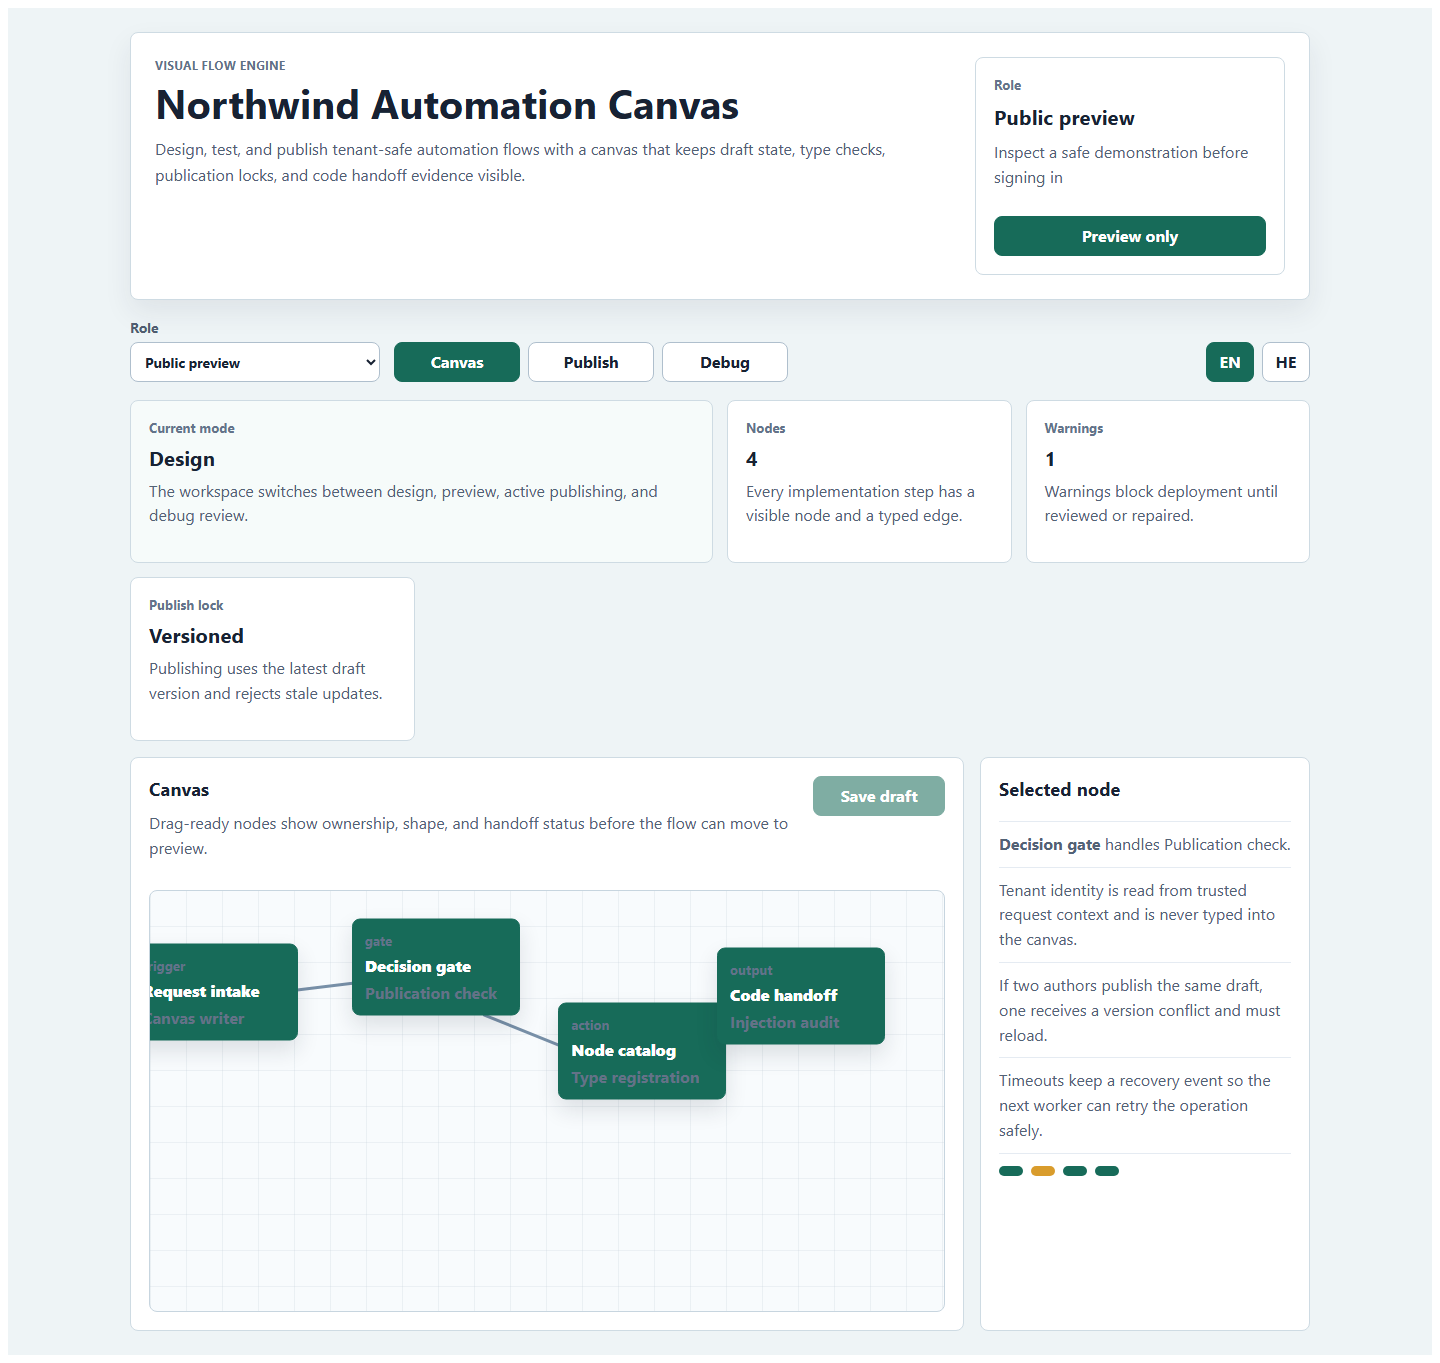 VISUAL FLOW ENGINE
Northwind Automation Canvas
Design, test, and publish tenant-safe automation flows with a canvas that keeps draft state, type checks,
publication locks, and code handoff evidence visible.
Role
Public preview
Inspect a safe demonstration before
signing in
Preview only
Role
Public preview
Canvas
Publish
Debug
EN
HE
Current mode
Design
The workspace switches between design, preview, active publishing, and
debug review.
Nodes
4
Every implementation step has a
visible node and a typed edge.
Warnings
1
Warnings block deployment until
reviewed or repaired.
Publish lock
Versioned
Publishing uses the latest draft
version and rejects stale updates.
Canvas
Drag-ready nodes show ownership, shape, and handoff status before the flow can move to
preview.
Save draft
rigger
Request intake
Canvas writer
gate
Decision gate
Publication check
action
Node catalog
Type registration
output
Code handoff
Injection audit
Selected node
Decision gate handles Publication check.
Tenant identity is read from trusted
request context and is never typed into
the canvas.
If two authors publish the same draft,
one receives a version conflict and must
reload.
Timeouts keep a recovery event so the
next worker can retry the operation
safely.